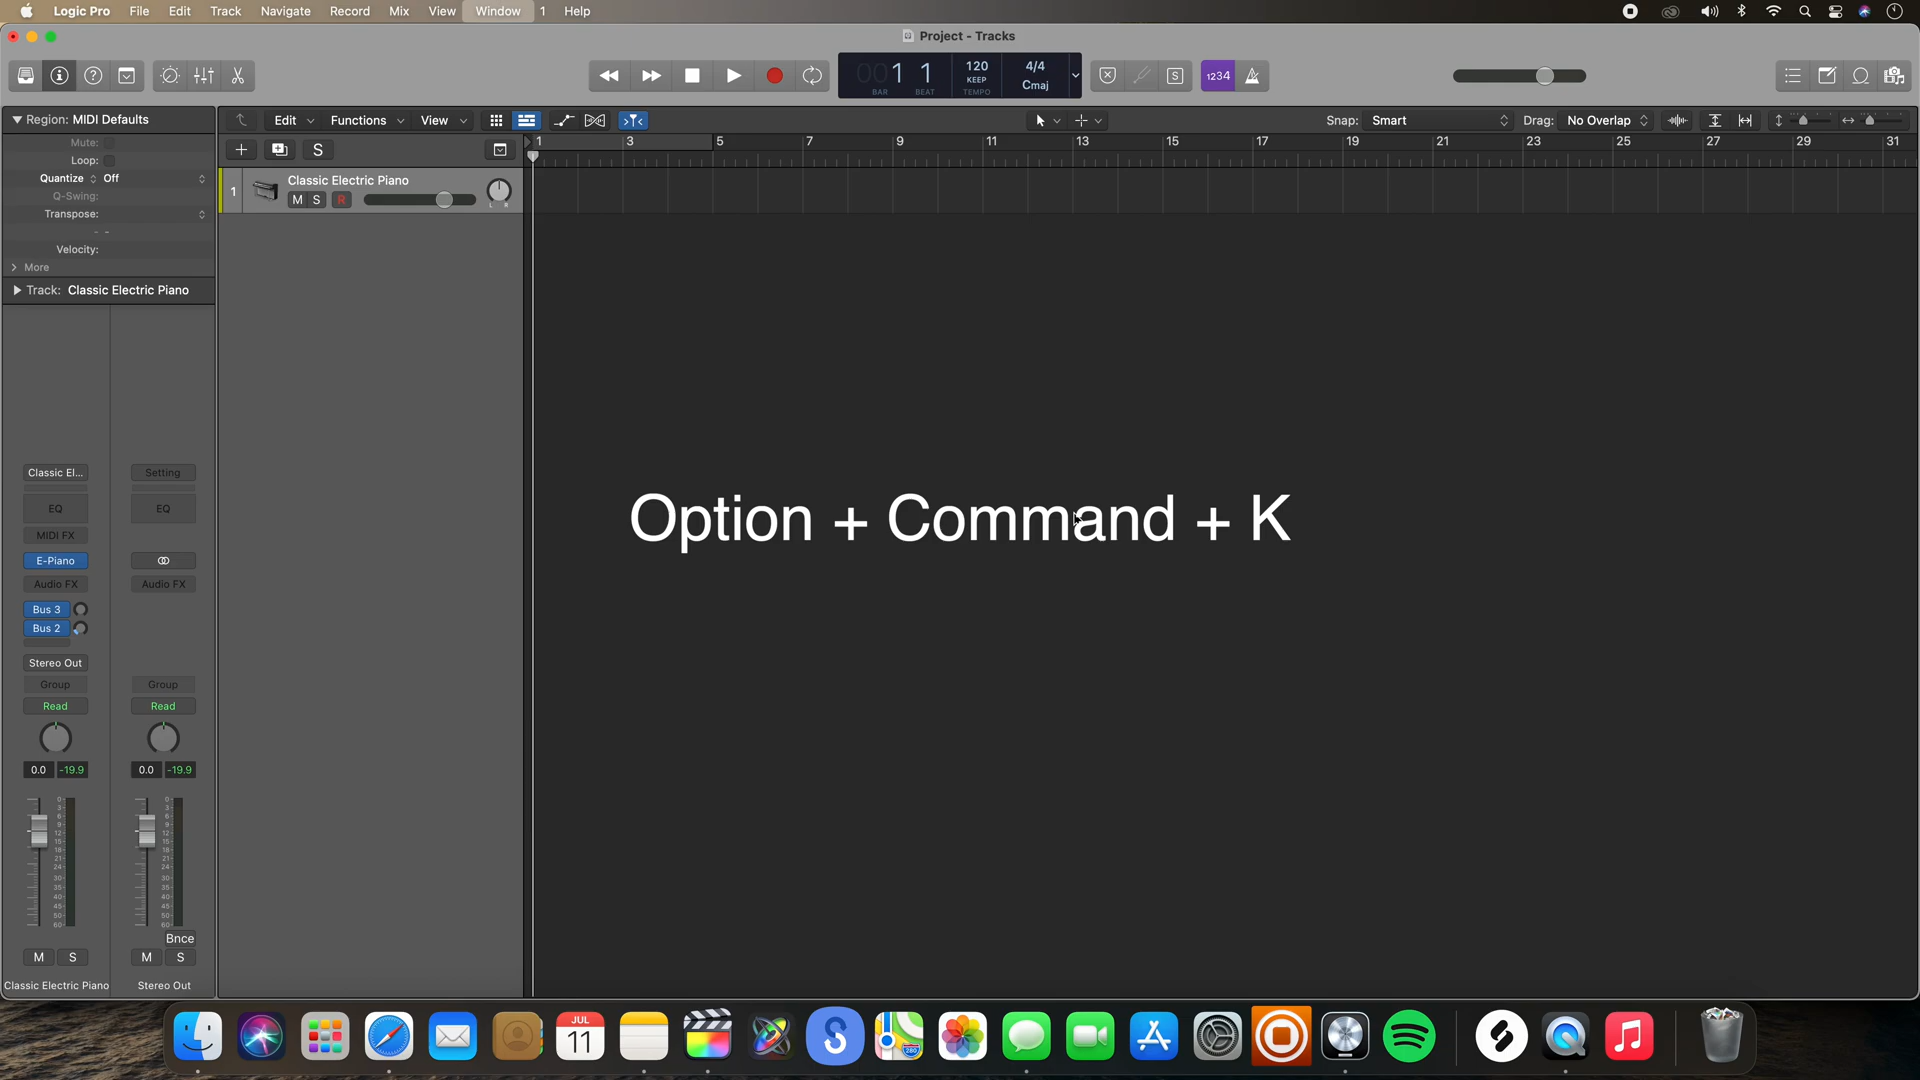 Logic Pro File Edit Track Navigate Record Mix View Window 1 Help
Project - Tracks
001 1 120 4/4
KEEP Cmaj
BAR BEAT TEMPO
1234
Region: MIDI Defaults
Edit Functions View
Snap: Smart Drag: No Overlap
Mute:
Loop:
Quantize Off
Q-Swing:
Transpose:
- -
Velocity:
More
Track: Classic Electric Piano
S
1 3 5 7 9 11 13 15 17 19 21 23 25 27 29 31
1 Classic Electric Piano
M S R
L R
Option + Command + K
Classic El... Setting
EQ EQ
MIDI FX
E-Piano
Audio FX Audio FX
Bus 3
Bus 2
Stereo Out
Group Group
Read Read
0.0 -19.9 0.0 -19.9
Bnce
M S M S
Classic Electric Piano Stereo Out
JUL
11